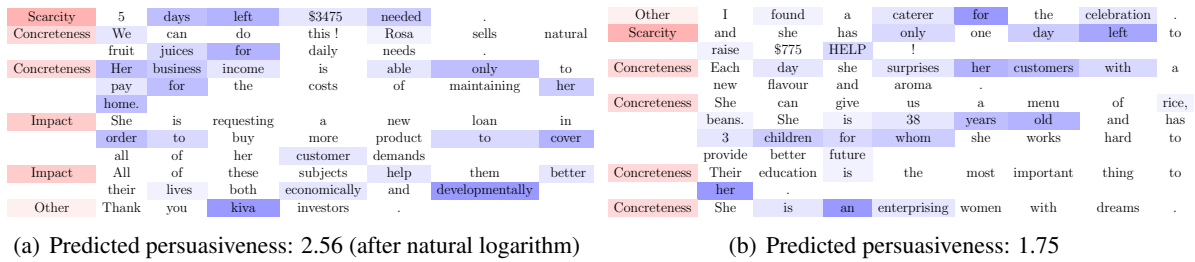 Scarcity 5 days left $3475 needed .
Concreteness We can do this ! Rosa sells natural
fruit juices for daily needs .
Concreteness Her business income is able only to
pay for the costs of maintaining her
home.
Impact She is requesting a new loan in
order to buy more product to cover
all of her customer demands
Impact All of these subjects help them better
their lives both economically and developmentally
Other Thank you kiva investors .
(a) Predicted persuasiveness: 2.56 (after natural logarithm)
Other I found a caterer for the celebration .
Scarcity and she has only one day left to
raise $775 HELP !
Concreteness Each day she surprises her customers with a
new flavour and aroma .
Concreteness She can give us a menu of rice,
beans. She is 38 years old and has
3 children for whom she works hard to
provide better future
Concreteness Their education is the most important thing to
her .
Concreteness She is an enterprising women with dreams .
(b) Predicted persuasiveness: 1.75